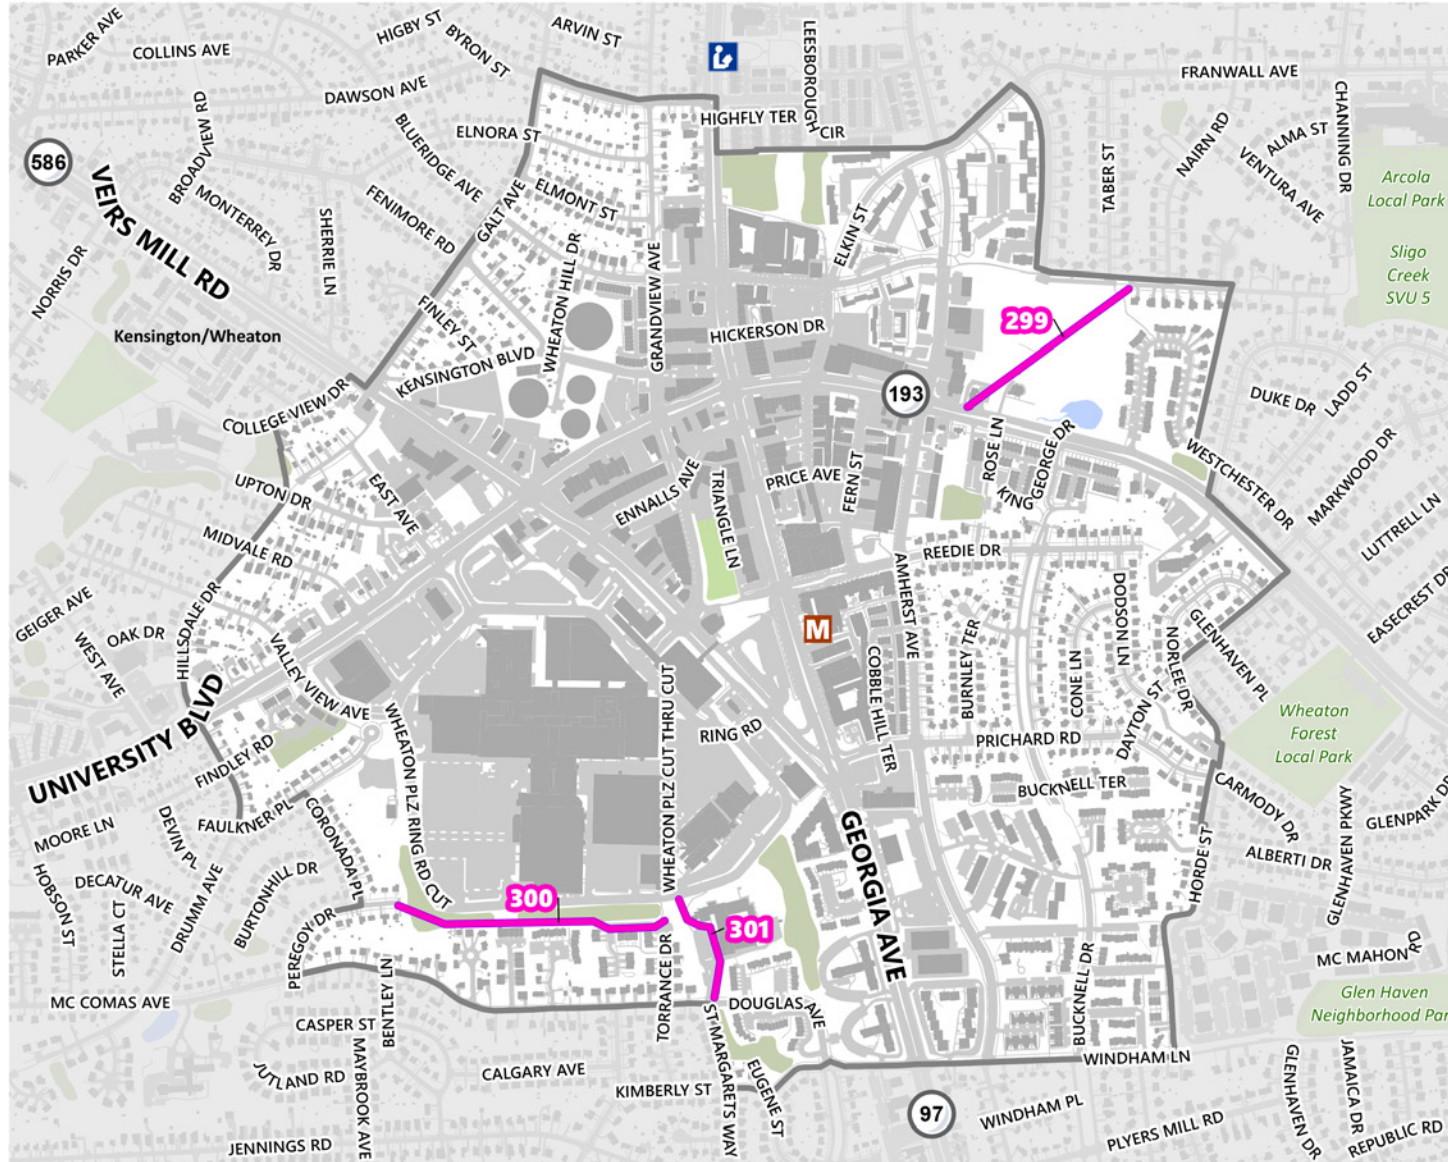 PARKER AVE
COLLINS AVE
HIGBY ST
BYRON ST
ARVIN ST
LEESBOROUGH
CIR
FRANWALL AVE
DAWSON AVE
BROADVIEW RD
BLUERIDGE AVE
ELNORA ST
HIGHFLY TER
CHANNING DR
NAIRN RD
ALMA ST
VENTURA AVE
TABER ST
586
VEIRS MILL RD
MONTERREY DR
SHERRIE LN
FENIMORE RD
GALT AVE
ELMONT ST
ELKIN ST
Arcola
Local Park
Sligo
Creek
SVU 5
NORRIS DR
Kensington/Wheaton
FINLEY ST
WHEATON HILL DR
GRANDVIEW AVE
HICKERSON DR
299
KENSINGTON BLVD
193
COLLEGE VIEW DR
DUKE DR
LADD ST
UPTON DR
EAST AVE
ENNALLS AVE
TRIANGLE LN
PRICE AVE
FERN ST
ROSE LN
KING
GEORGE DR
WESTCHESTER DR
MARKWOOD DR
LUTTRELL LN
MIDVALE RD
REEDIE DR
AMHERST AVE
DODSON LN
EASECREST DR
GEIGER AVE
OAK DR
WEST AVE
HILLSDALE DR
VALLEY VIEW AVE
M
COBBLE HILL TER
BURNLEY TER
CONE LN
NORLEE DR
GLENHAVEN PL
DAYTON ST
UNIVERSITY BLVD
FINDLEY RD
WHEATON PLZ RING RD CUT
WHEATON PLZ CUT THRU CUT
RING RD
PRICHARD RD
Wheaton
Forest
Local Park
BUCKNELL TER
CARMODY DR
MOORE LN
DEVIN PL
FAULKNER PL
CORONADA PL
GEORGIA AVE
GLENPARK DR
GLENHAVEN PKWY
ALBERTI DR
HORDE ST
HOBSON ST
DECATUR AVE
STELLA CT
DRUMM AVE
BURTONHILL DR
PEREGOY DR
300
301
TORRANCE DR
BUCKNELL DR
MC MAHON RD
MC COMAS AVE
BENTLEY LN
DOUGLAS AVE
Glen Haven
Neighborhood Par
CASPER ST
MAYBROOK AVE
JUTLAND RD
CALGARY AVE
KIMBERLY ST
ST MARGARETS WAY
EUGENE ST
WINDHAM LN
97
WINDHAM PL
PLYERS MILL RD
GLENHAVEN DR
JAMAICA DR
REPUBLIC RD
JENNINGS RD